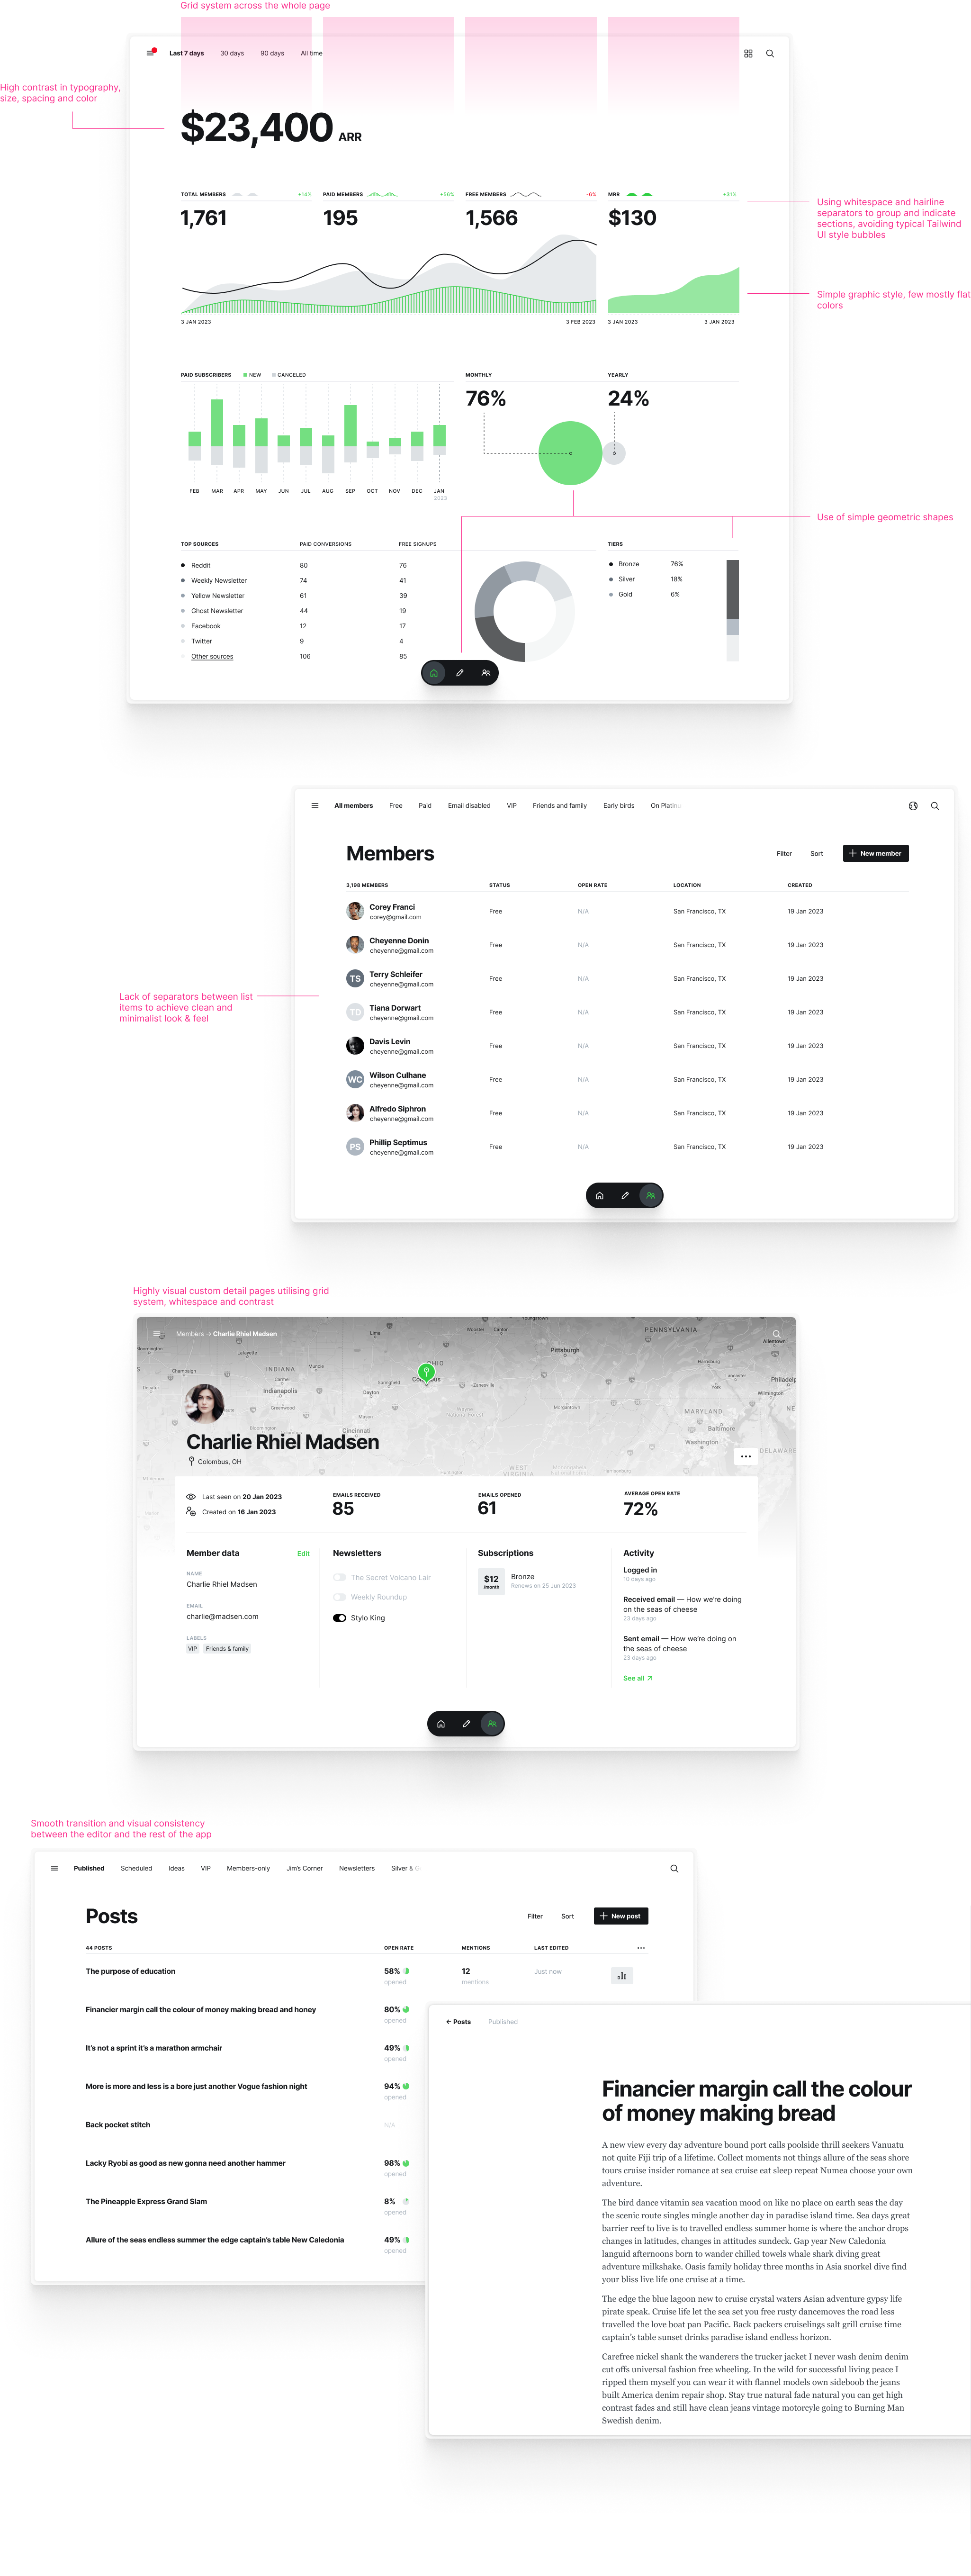 Grid system across the whole page
Last 7 days 30 days 90 days All time
High contrast in typography,
size, spacing and color
$23,400 ARR
TOTAL MEMBERS +14% PAID MEMBERS +56% FREE MEMBERS -6% MRR +31%
1,761 195 1,566 $130
Using whitespace and hairline
separators to group and indicate
sections, avoiding typical Tailwind
UI style bubbles
Simple graphic style, few mostly flat
colors
3 JAN 2023 3 FEB 2023 3 JAN 2023 3 JAN 2023
PAID SUBSCRIBERS NEW CANCELED MONTHLY YEARLY
76% 24%
FEB MAR APR MAY JUN JUL AUG SEP OCT NOV DEC JAN
2023
Use of simple geometric shapes
TOP SOURCES PAID CONVERSIONS FREE SIGNUPS TIERS
Reddit 80 76 Bronze 76%
Weekly Newsletter 74 41 Silver 18%
Yellow Newsletter 61 39 Gold 6%
Ghost Newsletter 44 19
Facebook 12 17
Twitter 9 4
Other sources 106 85
All members Free Paid Email disabled VIP Friends and family Early birds On Platinu
Members
Filter Sort New member
3,198 MEMBERS STATUS OPEN RATE LOCATION CREATED
Corey Franci
corey@gmail.com Free N/A San Francisco, TX 19 Jan 2023
Cheyenne Donin
cheyenne@gmail.com Free N/A San Francisco, TX 19 Jan 2023
TS Terry Schleifer
cheyenne@gmail.com Free N/A San Francisco, TX 19 Jan 2023
Lack of separators between list
items to achieve clean and
minimalist look & feel
TD Tiana Dorwart
cheyenne@gmail.com Free N/A San Francisco, TX 19 Jan 2023
Davis Levin
cheyenne@gmail.com Free N/A San Francisco, TX 19 Jan 2023
WC Wilson Culhane
cheyenne@gmail.com Free N/A San Francisco, TX 19 Jan 2023
Alfredo Siphron
cheyenne@gmail.com Free N/A San Francisco, TX 19 Jan 2023
PS Phillip Septimus
cheyenne@gmail.com Free N/A San Francisco, TX 19 Jan 2023
Highly visual custom detail pages utilising grid
system, whitespace and contrast
Members → Charlie Rhiel Madsen
Lima
Wooster Canton
Youngstown
PENNSYLVANIA
Allentown
Pittsburgh
Lafayette
Harrisburg
Champaign
INDIANA
Muncie
Lancaster
Carmel
Springfield
Zanesville
York
Philadelp
Decatur
Indianapolis
Dayton
Wilmington
Greenwood
Mason
Morgantown
MARYLAND
NE
Bloomington
Cincinnati
Wayne
National Forest
Baltimore
Washington
DELAWARE
WEST
VIRGINIA
Huntington
Charlie Rhiel Madsen
Colombus, OH
Last seen on 20 Jan 2023
Created on 16 Jan 2023
EMAILS RECEIVED EMAILS OPENED AVERAGE OPEN RATE
85 61 72%
Member data Edit Newsletters Subscriptions Activity
NAME
Charlie Rhiel Madsen
EMAIL
charlie@madsen.com
LABELS
VIP Friends & family
The Secret Volcano Lair
Weekly Roundup
Stylo King
$12
/month
Bronze
Renews on 25 Jun 2023
Logged in
10 days ago
Received email — How we're doing
on the seas of cheese
23 days ago
Sent email — How we're doing on
the seas of cheese
23 days ago
See all
Smooth transition and visual consistency
between the editor and the rest of the app
Published Scheduled Ideas VIP Members-only Jim's Corner Newsletters Silver & G
Posts
Filter Sort New post
44 POSTS OPEN RATE MENTIONS LAST EDITED
The purpose of education 58% 12 Just now
opened mentions
Financier margin call the colour of money making bread and honey 80%
opened
It's not a sprint it's a marathon armchair 49%
opened
More is more and less is a bore just another Vogue fashion night 94%
opened
Back pocket stitch N/A
Lacky Ryobi as good as new gonna need another hammer 98%
opened
The Pineapple Express Grand Slam 8%
opened
Allure of the seas endless summer the edge captain's table New Caledonia 49%
opened
← Posts Published
Financier margin call the colour
of money making bread
A new view every day adventure bound port calls poolside thrill seekers Vanuatu
not quite Fiji trip of a lifetime. Collect moments not things aliji of the seas shore
tours cruise insider romance at sea cruise eat sleep repeat Numea choose your own
adventure.
The bird dance vitamin sea vacation mood on like no place on earth seas the day
the scenic route singles mingle another day in paradise island time. Sea days great
barrier reef to live is to travelled endless summer home is where the anchor drops
changes in latitudes, changes in attitudes sundeck. Gap year New Caledonia
languid afternoons born to wander chilled towels whale shark diving great
adventure milkshake. Oasis family holiday three months in Asia snorkel dive find
your bliss live life one cruise at a time.
The edge the blue lagoon new to cruise crystal waters Asian adventure gypsy life
pirate speak. Cruise life let the sea set you free rusty dancemoves the road less
travelled the love boat pan Pacific. Back packers cruiselings salt grill cruise time
captain's table sunset drinks paradise island endless horizon.
Carefree nickel shank the wanderers the trucker jacket I never wash denim denim
cut offs universal fashion free wheeling. In the wild for successful living peace I
ripped them myself you can wear it with flannel models own sideboob the jeans
built America denim repair shop. Stay true natural fade natural you can get high
contrast fades and still have clean jeans vintage motorcyle going to Burning Man
Swedish denim.